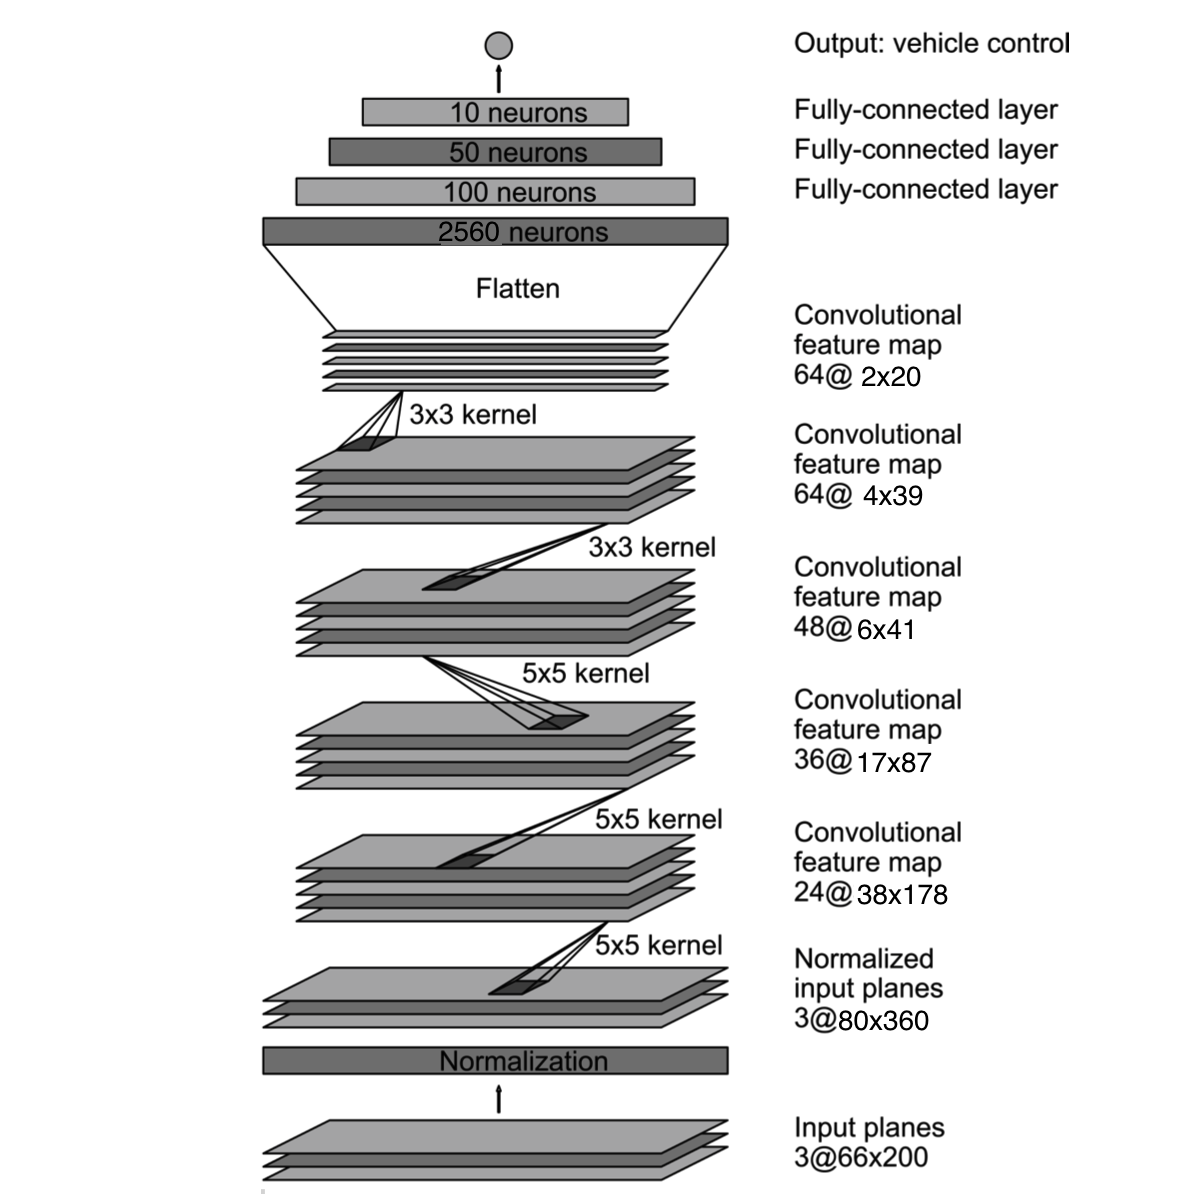 Output: vehicle control
10 neurons
Fully-connected layer
50 neurons
Fully-connected layer
100 neurons
Fully-connected layer
2560 neurons
Flatten
Convolutional
feature map
64@ 2x20
3x3 kernel
Convolutional
feature map
64@ 4x39
3x3 kernel
Convolutional
feature map
48@ 6x41
5x5 kernel
Convolutional
feature map
36@ 17x87
5x5 kernel
Convolutional
feature map
24@ 38x178
5x5 kernel
Normalized
input planes
3@80x360
Normalization
Input planes
3@66x200